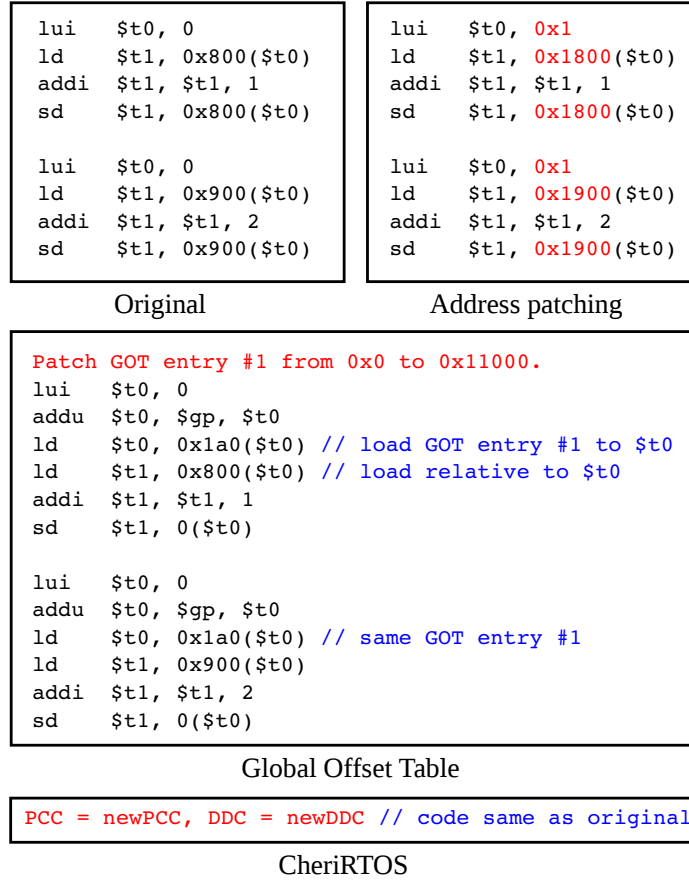 lui $t0, 0
ld $t1, 0x800($t0)
addi $t1, $t1, 1
sd $t1, 0x800($t0)
lui $t0, 0
ld $t1, 0x900($t0)
addi $t1, $t1, 2
sd $t1, 0x900($t0)
Original
lui $t0, 0x1
ld $t1, 0x1800($t0)
addi $t1, $t1, 1
sd $t1, 0x1800($t0)
lui $t0, 0x1
ld $t1, 0x1900($t0)
addi $t1, $t1, 2
sd $t1, 0x1900($t0)
Address patching
Patch GOT entry #1 from 0x0 to 0x11000.
lui $t0, 0
addu $t0, $gp, $t0
ld $t0, 0x1a0($t0) // load GOT entry #1 to $t0
ld $t1, 0x800($t0) // load relative to $t0
addi $t1, $t1, 1
sd $t1, 0($t0)
lui $t0, 0
addu $t0, $gp, $t0
ld $t0, 0x1a0($t0) // same GOT entry #1
ld $t1, 0x900($t0)
addi $t1, $t1, 2
sd $t1, 0($t0)
Global Offset Table
PCC = newPCC, DDC = newDDC // code same as original
CheriRTOS